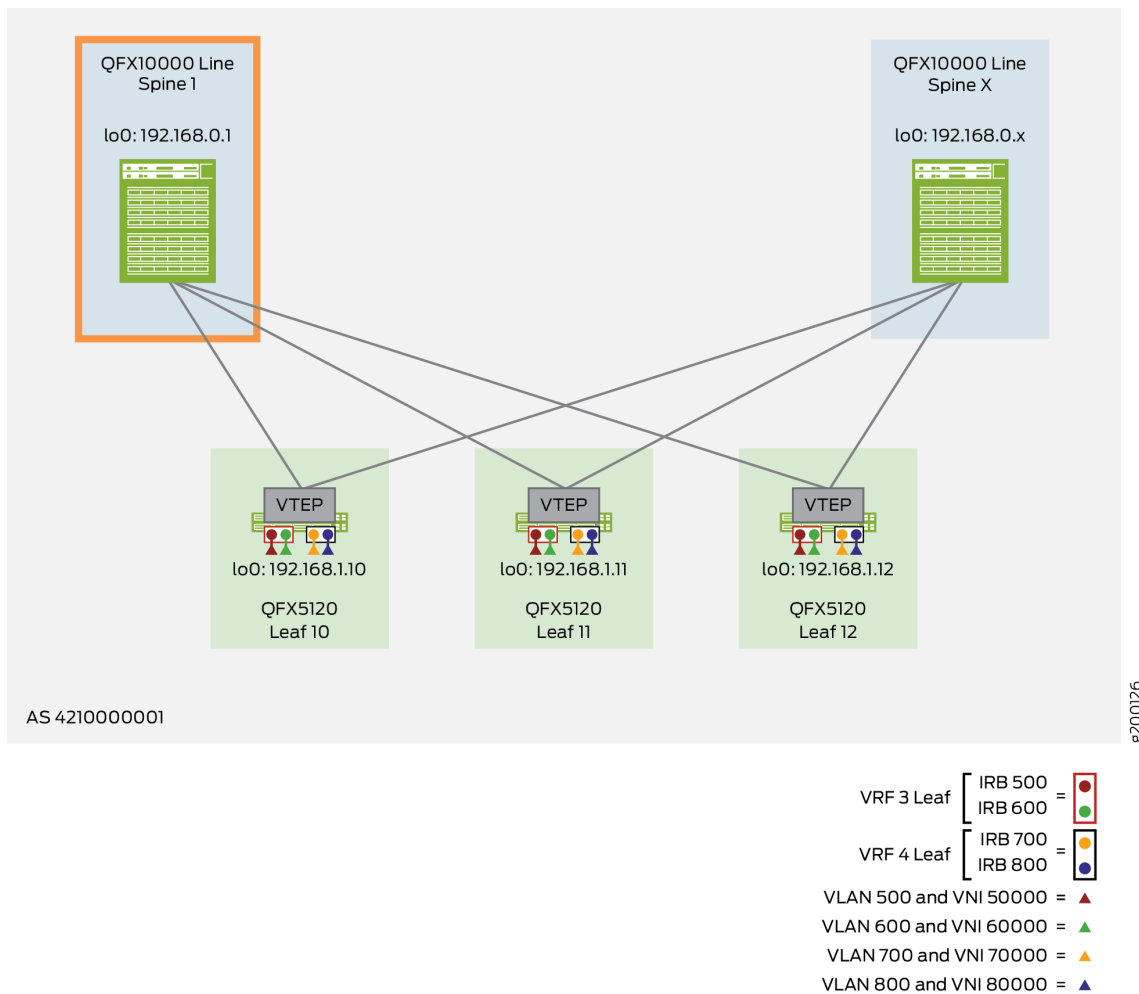 QFX10000 Line
Spine 1
lo0: 192.168.0.1
QFX10000 Line
Spine X
lo0: 192.168.0.x
VTEP
lo0: 192.168.1.10
QFX5120
Leaf 10
VTEP
lo0: 192.168.1.11
QFX5120
Leaf 11
VTEP
lo0: 192.168.1.12
QFX5120
Leaf 12
AS 4210000001
g200126
VRF 3 Leaf
IRB 500
IRB 600
=
VRF 4 Leaf
IRB 700
IRB 800
=
VLAN 500 and VNI 50000 =
VLAN 600 and VNI 60000 =
VLAN 700 and VNI 70000 =
VLAN 800 and VNI 80000 =